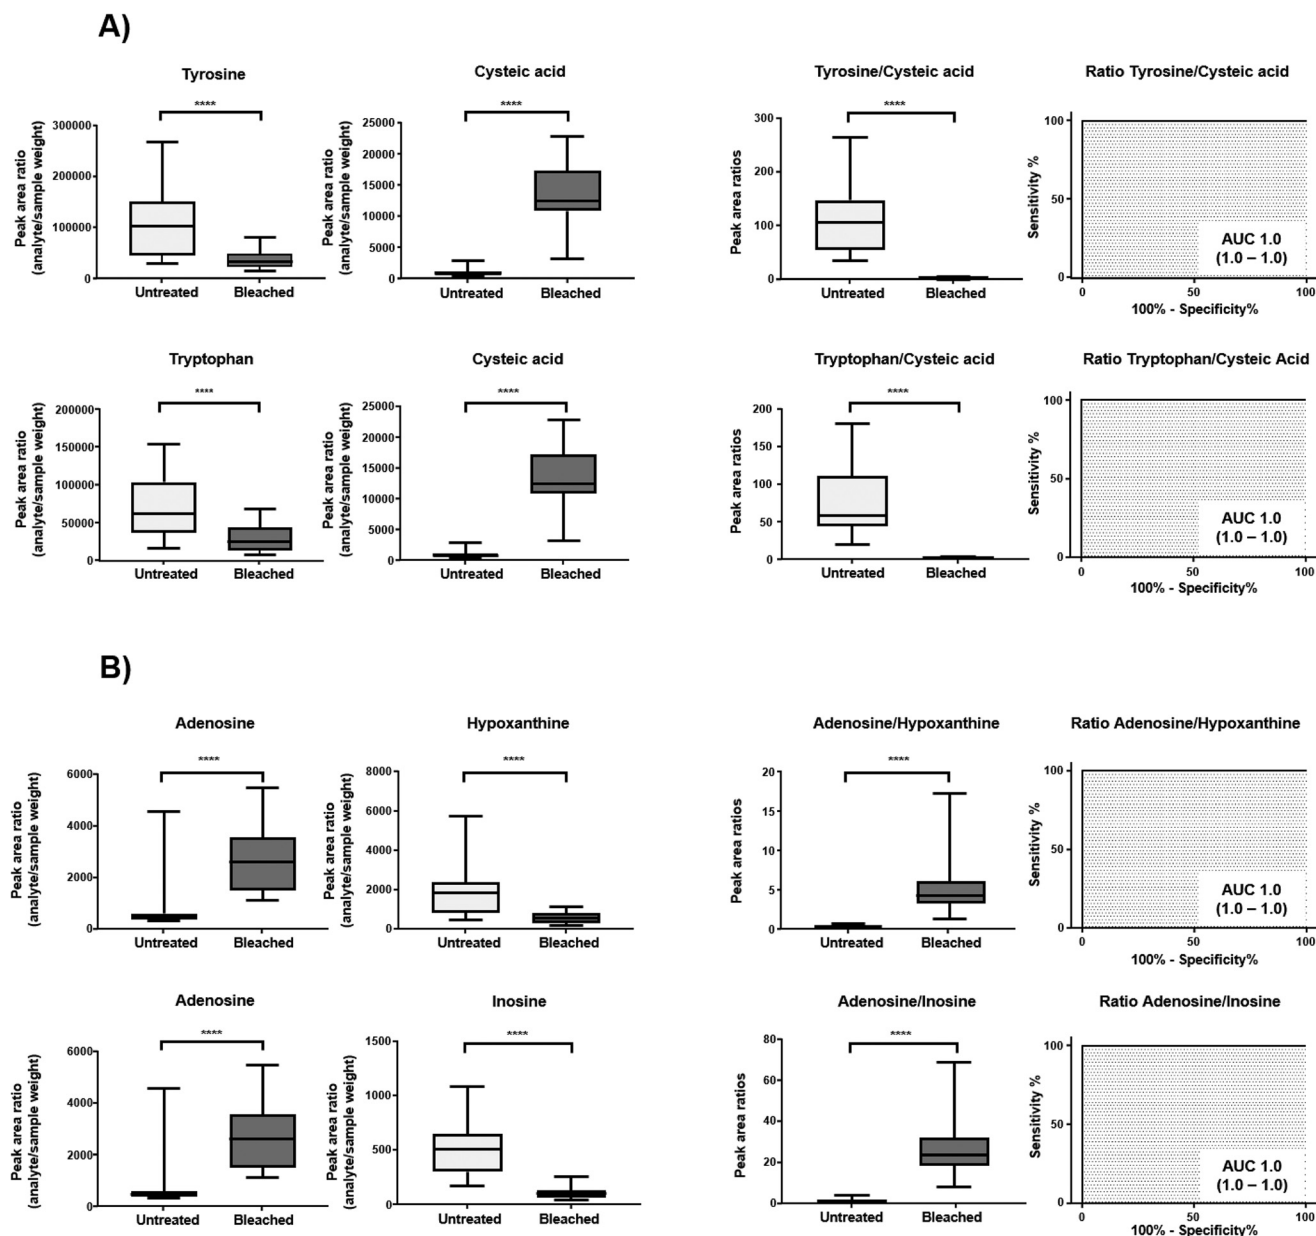 A)
Tyrosine
****
Peak area ratio
(analyte/sample weight)
300000
200000
100000
0
Untreated Bleached
Cysteic acid
****
Peak area ratio
(analyte/sample weight)
25000
20000
15000
10000
5000
0
Untreated Bleached
Tyrosine/Cysteic acid
****
Peak area ratios
300
200
100
0
Untreated Bleached
Ratio Tyrosine/Cysteic acid
Sensitivity %
100
50
0
AUC 1.0
(1.0 – 1.0)
0 50 100
100% - Specificity%
Tryptophan
****
Peak area ratio
(analyte/sample weight)
200000
150000
100000
50000
0
Untreated Bleached
Cysteic acid
****
Peak area ratio
(analyte/sample weight)
25000
20000
15000
10000
5000
0
Untreated Bleached
Tryptophan/Cysteic acid
****
Peak area ratios
200
150
100
50
0
Untreated Bleached
Ratio Tryptophan/Cysteic Acid
Sensitivity %
100
50
0
AUC 1.0
(1.0 – 1.0)
0 50 100
100% - Specificity%
B)
Adenosine
****
Peak area ratio
(analyte/sample weight)
6000
4000
2000
0
Untreated Bleached
Hypoxanthine
****
Peak area ratio
(analyte/sample weight)
8000
6000
4000
2000
0
Untreated Bleached
Adenosine/Hypoxanthine
****
Peak area ratios
20
15
10
5
0
Untreated Bleached
Ratio Adenosine/Hypoxanthine
Sensitivity %
100
50
0
AUC 1.0
(1.0 – 1.0)
0 50 100
100% - Specificity%
Adenosine
****
Peak area ratio
(analyte/sample weight)
6000
4000
2000
0
Untreated Bleached
Inosine
****
Peak area ratio
(analyte/sample weight)
1500
1000
500
0
Untreated Bleached
Adenosine/Inosine
****
Peak area ratios
80
60
40
20
0
Untreated Bleached
Ratio Adenosine/Inosine
Sensitivity %
100
50
0
AUC 1.0
(1.0 – 1.0)
0 50 100
100% - Specificity%